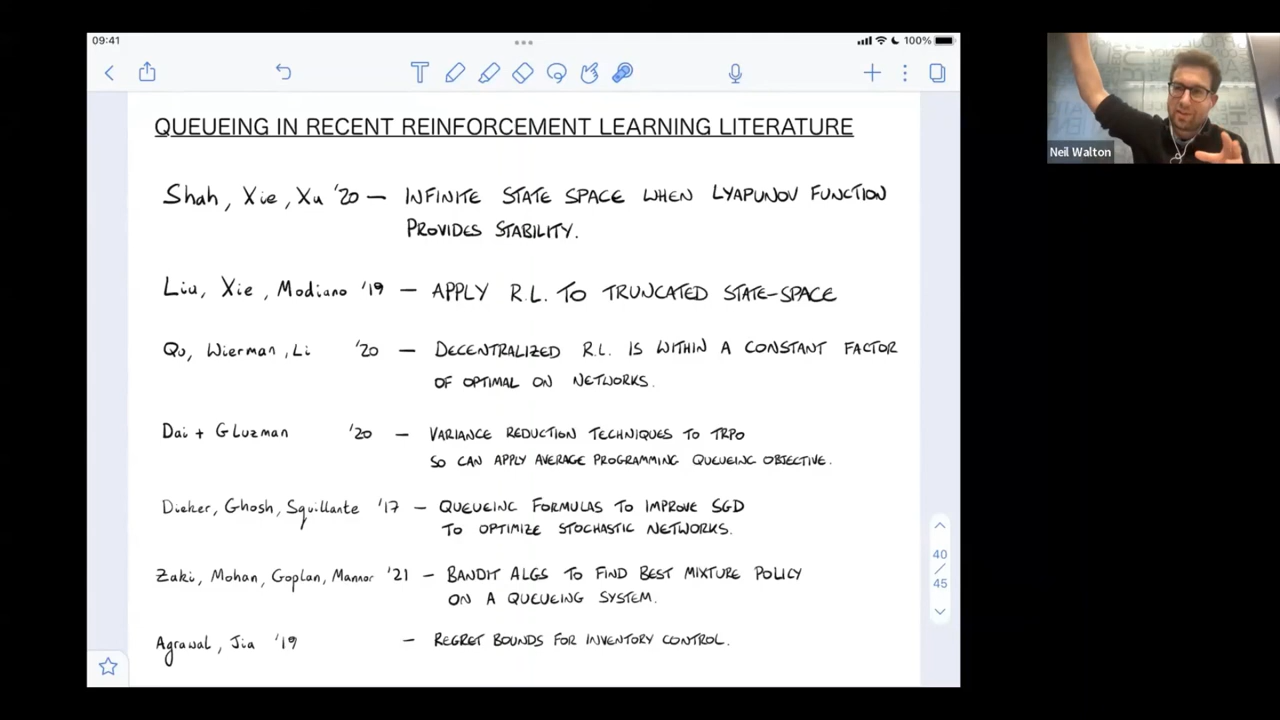 09:41
100%
QUEUEING IN RECENT REINFORCEMENT LEARNING LITERATURE
Neil Walton
Shah, Xie, Xu '20 — INFINITE STATE SPACE WHEN LYAPUNOV FUNCTION
PROVIDES STABILITY.
Liu, Xie, Modiano '19 — APPLY R.L. TO TRUNCATED STATE-SPACE
Qu, Wierman, Li '20 — DECENTRALIZED R.L. IS WITHIN A CONSTANT FACTOR
OF OPTIMAL ON NETWORKS.
Dai + Gluzman '20 — VARIANCE REDUCTION TECHNIQUES TO TRPO
SO CAN APPLY AVERAGE PROGRAMMING QUEUEING OBJECTIVE.
Dieker, Ghosh, Squillante '17 — QUEUEING FORMULAS TO IMPROVE SGD
TO OPTIMIZE STOCHASTIC NETWORKS.
Zaki, Mohan, Goplan, Mannor '21 — BANDIT ALGS TO FIND BEST MIXTURE POLICY
ON A QUEUEING SYSTEM.
Agrawal, Jia '19 — REGRET BOUNDS FOR INVENTORY CONTROL.
40
/
45